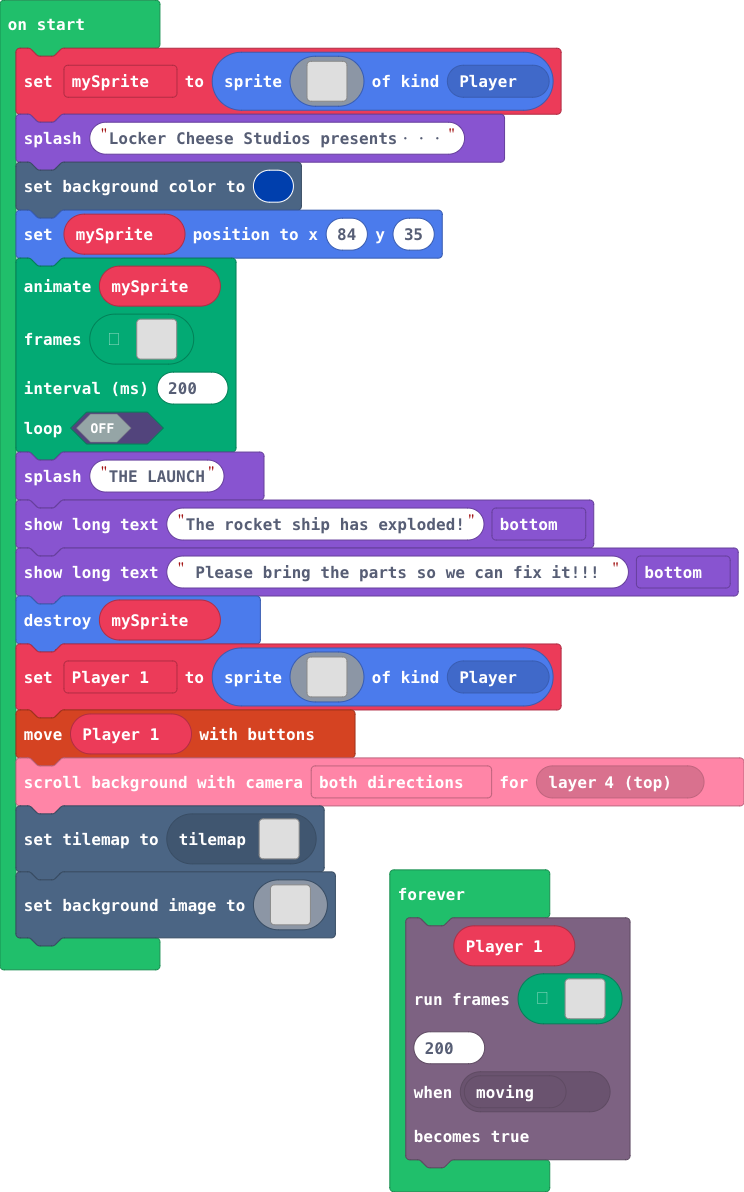 on start
set mySprite to sprite of kind Player
splash "Locker Cheese Studios presents· · · "
set background color to
set mySprite position to x 84 y 35
animate mySprite
frames
interval (ms) 200
loop OFF
splash "THE LAUNCH"
show long text "The rocket ship has exploded!" bottom
show long text " Please bring the parts so we can fix it!!! " bottom
destroy mySprite
set Player 1 to sprite of kind Player
move Player 1 with buttons
scroll background with camera both directions for layer 4 (top)
set tilemap to tilemap
set background image to
forever
Player 1
run frames
200
when moving
becomes true